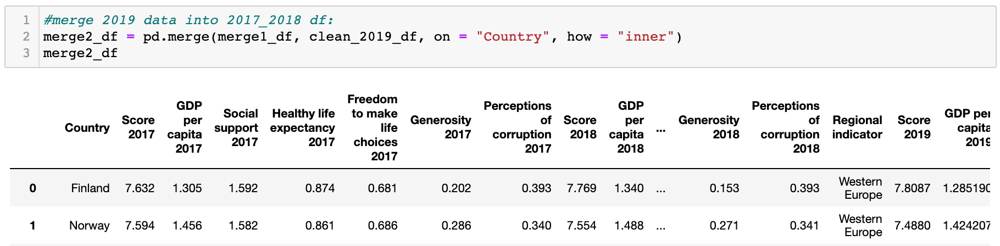 1 #merge 2019 data into 2017_2018 df:
2 merge2_df = pd.merge(merge1_df, clean_2019_df, on = "Country", how = "inner")
3 merge2_df
Country Score 2017 GDP per capita 2017 Social support 2017 Healthy life expectancy 2017 Freedom to make life choices 2017 Generosity 2017 Perceptions of corruption 2017 Score 2018 GDP per capita 2018 ... Generosity 2018 Perceptions of corruption 2018 Regional indicator Score 2019 GDP per capita 2019
0 Finland 7.632 1.305 1.592 0.874 0.681 0.202 0.393 7.769 1.340 ... 0.153 0.393 Western Europe 7.8087 1.285190
1 Norway 7.594 1.456 1.582 0.861 0.686 0.286 0.340 7.554 1.488 ... 0.271 0.341 Western Europe 7.4880 1.424207